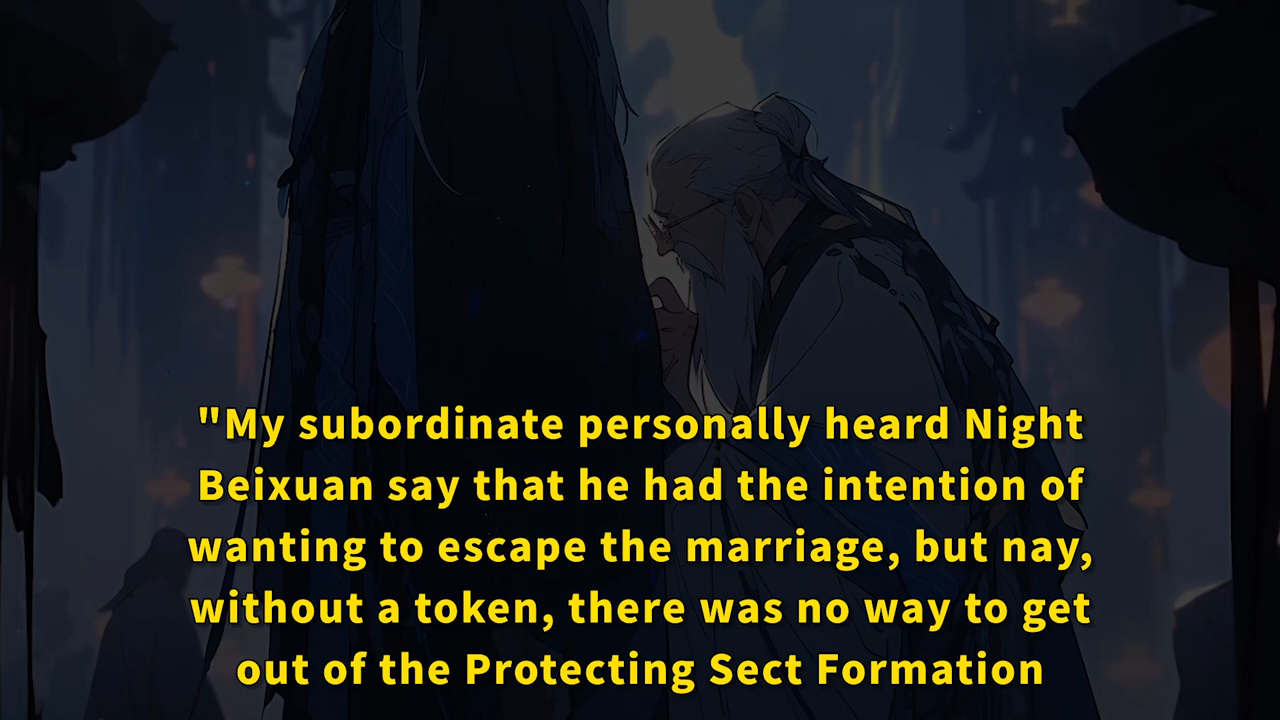 "My subordinate personally heard Night
Beixuan say that he had the intention of
wanting to escape the marriage, but nay,
without a token, there was no way to get
out of the Protecting Sect Formation